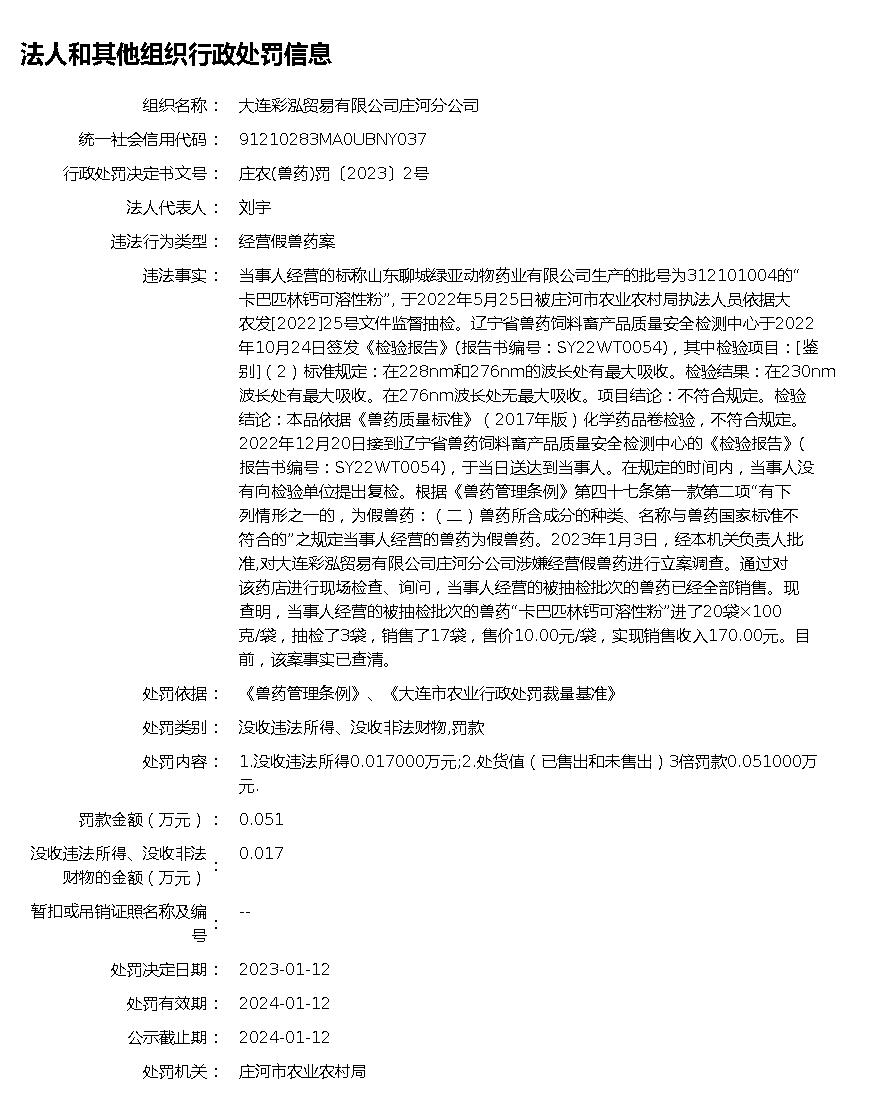 法人和其他组织行政处罚信息
组织名称： 大连彩泓贸易有限公司庄河分公司
统一社会信用代码： 91210283MA0UBNY037
行政处罚决定书文号： 庄农(兽药)罚〔2023〕2号
法人代表人： 刘宇
违法行为类型： 经营假兽药案
违法事实： 当事人经营的标称山东聊城绿亚动物药业有限公司生产的批号为312101004的“
卡巴匹林钙可溶性粉”, 于2022年5月25日被庄河市农业农村局执法人员依据大
农发[2022]25号文件监督抽检。辽宁省兽药饲料畜产品质量安全检测中心于2022
年10月24日签发《检验报告》(报告书编号：SY22WT0054)，其中检验项目：[鉴
别]（2）标准规定：在228nm和276nm的波长处有最大吸收。检验结果：在230nm
波长处有最大吸收。在276nm波长处无最大吸收。项目结论：不符合规定。检验
结论：本品依据《兽药质量标准》（2017年版）化学药品卷检验，不符合规定。
2022年12月20日接到辽宁省兽药饲料畜产品质量安全检测中心的《检验报告》(
报告书编号：SY22WT0054)，于当日送达到当事人。在规定的时间内，当事人没
有向检验单位提出复检。根据《兽药管理条例》第四十七条第一款第二项“有下
列情形之一的，为假兽药：（二）兽药所含成分的种类、名称与兽药国家标准不
符合的”之规定当事人经营的兽药为假兽药。2023年1月3日，经本机关负责人批
准,对大连彩泓贸易有限公司庄河分公司涉嫌经营假兽药进行立案调查。通过对
该药店进行现场检查、询问，当事人经营的被抽检批次的兽药已经全部销售。现
查明，当事人经营的被抽检批次的兽药“卡巴匹林钙可溶性粉”进了20袋×100
克/袋，抽检了3袋，销售了17袋，售价10.00元/袋，实现销售收入170.00元。目
前，该案事实已查清。
处罚依据： 《兽药管理条例》、《大连市农业行政处罚裁量基准》
处罚类别： 没收违法所得、没收非法财物,罚款
处罚内容： 1.没收违法所得0.017000万元;2.处货值（已售出和未售出）3倍罚款0.051000万
元.
罚款金额（万元）： 0.051
没收违法所得、没收非法
财物的金额（万元）： 0.017
暂扣或吊销证照名称及编
号： --
处罚决定日期： 2023-01-12
处罚有效期： 2024-01-12
公示截止期： 2024-01-12
处罚机关： 庄河市农业农村局